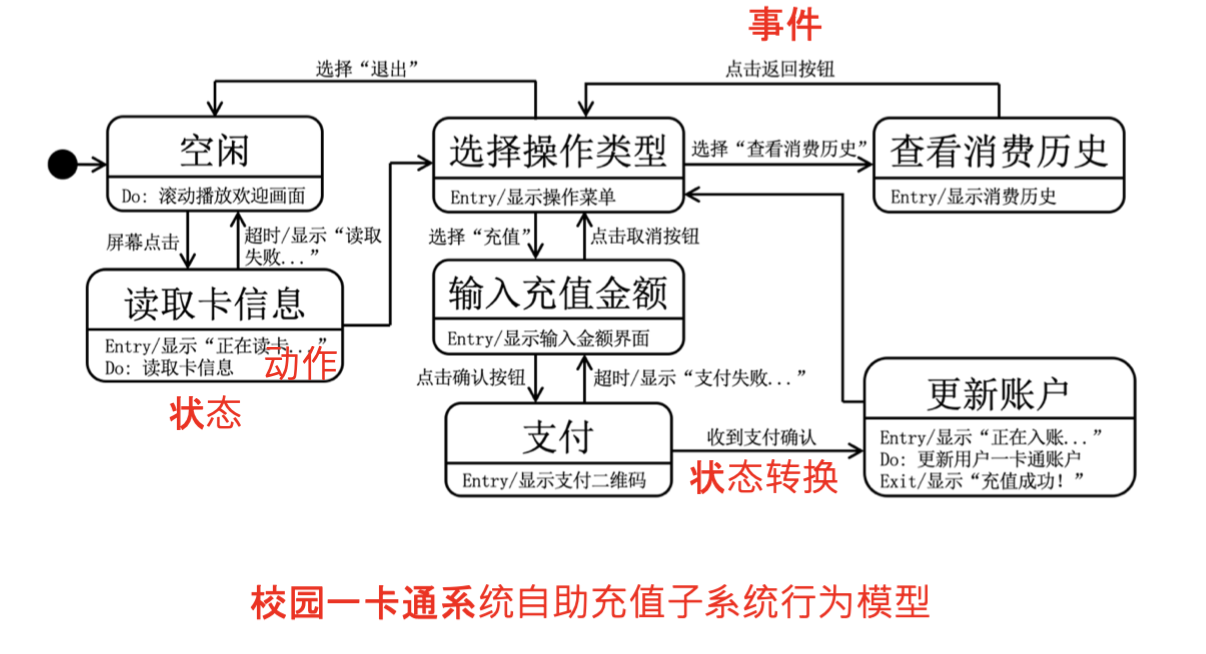 事件
选择“退出”
点击返回按钮
空闲
Do: 滚动播放欢迎画面
选择操作类型
Entry/显示操作菜单
选择“查看消费历史”
查看消费历史
Entry/显示消费历史
屏幕点击
超时/显示“读取
失败...”
选择“充值”
点击取消按钮
读取卡信息
Entry/显示“正在读卡...”
Do: 读取卡信息
动作
状态
输入充值金额
Entry/显示输入金额界面
点击确认按钮
超时/显示“支付失败...”
支付
Entry/显示支付二维码
收到支付确认
状态转换
更新账户
Entry/显示“正在入账...”
Do: 更新用户一卡通账户
Exit/显示“充值成功！”
校园一卡通系统自助充值子系统行为模型